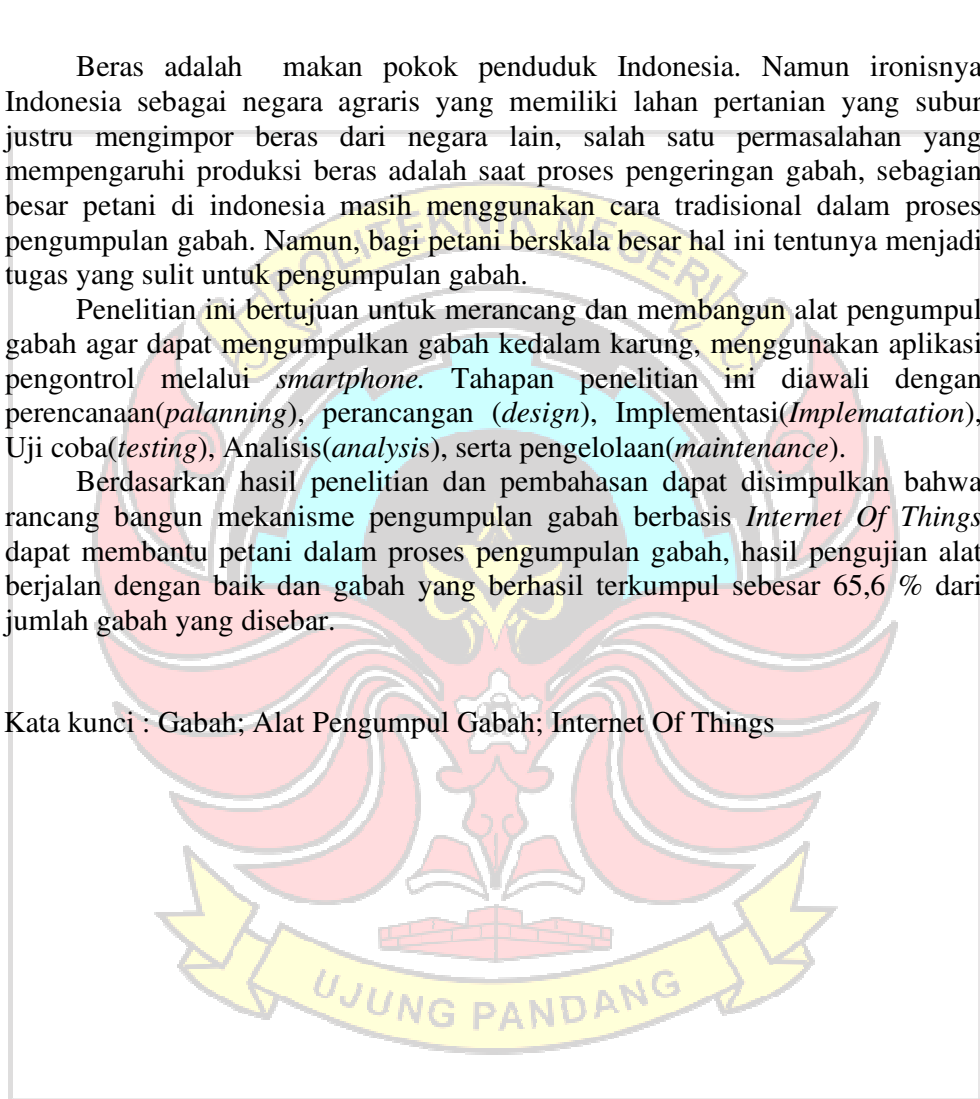 Beras adalah makan pokok penduduk Indonesia. Namun ironisnya
Indonesia sebagai negara agraris yang memiliki lahan pertanian yang subur
justru mengimpor beras dari negara lain, salah satu permasalahan yang
mempengaruhi produksi beras adalah saat proses pengeringan gabah, sebagian
besar petani di indonesia masih menggunakan cara tradisional dalam proses
pengumpulan gabah. Namun, bagi petani berskala besar hal ini tentunya menjadi
tugas yang sulit untuk pengumpulan gabah.
Penelitian ini bertujuan untuk merancang dan membangun alat pengumpul
gabah agar dapat mengumpulkan gabah kedalam karung, menggunakan aplikasi
pengontrol melalui smartphone. Tahapan penelitian ini diawali dengan
perencanaan(palanning), perancangan (design), Implementasi(Implematation),
Uji coba(testing), Analisis(analysis), serta pengelolaan(maintenance).
Berdasarkan hasil penelitian dan pembahasan dapat disimpulkan bahwa
rancang bangun mekanisme pengumpulan gabah berbasis Internet Of Things
dapat membantu petani dalam proses pengumpulan gabah, hasil pengujian alat
berjalan dengan baik dan gabah yang berhasil terkumpul sebesar 65,6 % dari
jumlah gabah yang disebar.
Kata kunci : Gabah; Alat Pengumpul Gabah; Internet Of Things
POLITEKNIK NEGERI
UJUNG PANDANG